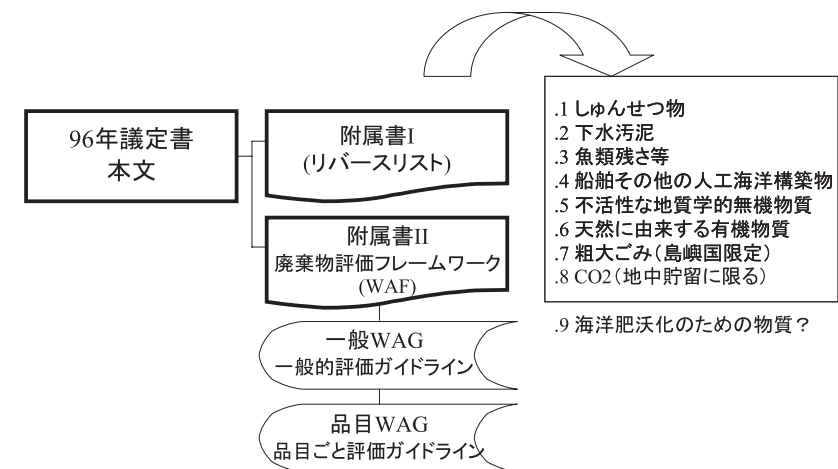 96年議定書
本文
附属書I
(リバースリスト)
附属書II
廃棄物評価フレームワーク
(WAF)
一般WAG
一般的評価ガイドライン
品目WAG
品目ごと評価ガイドライン
.1 しゅんせつ物
.2 下水汚泥
.3 魚類残さ等
.4 船舶その他の人工海洋構築物
.5 不活性な地質学的無機物質
.6 天然に由来する有機物質
.7 粗大ごみ（島嶼国限定）
.8 CO2（地中貯留に限る）
.9 海洋肥沃化のための物質？